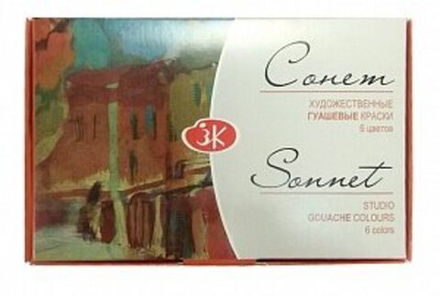 Сонет
ХУДОЖЕСТВЕННЫЕ
ГУАШЕВЫЕ КРАСКИ
6 цветов
ЗК
Sonnet
STUDIO
GOUACHE COLOURS
6 colors